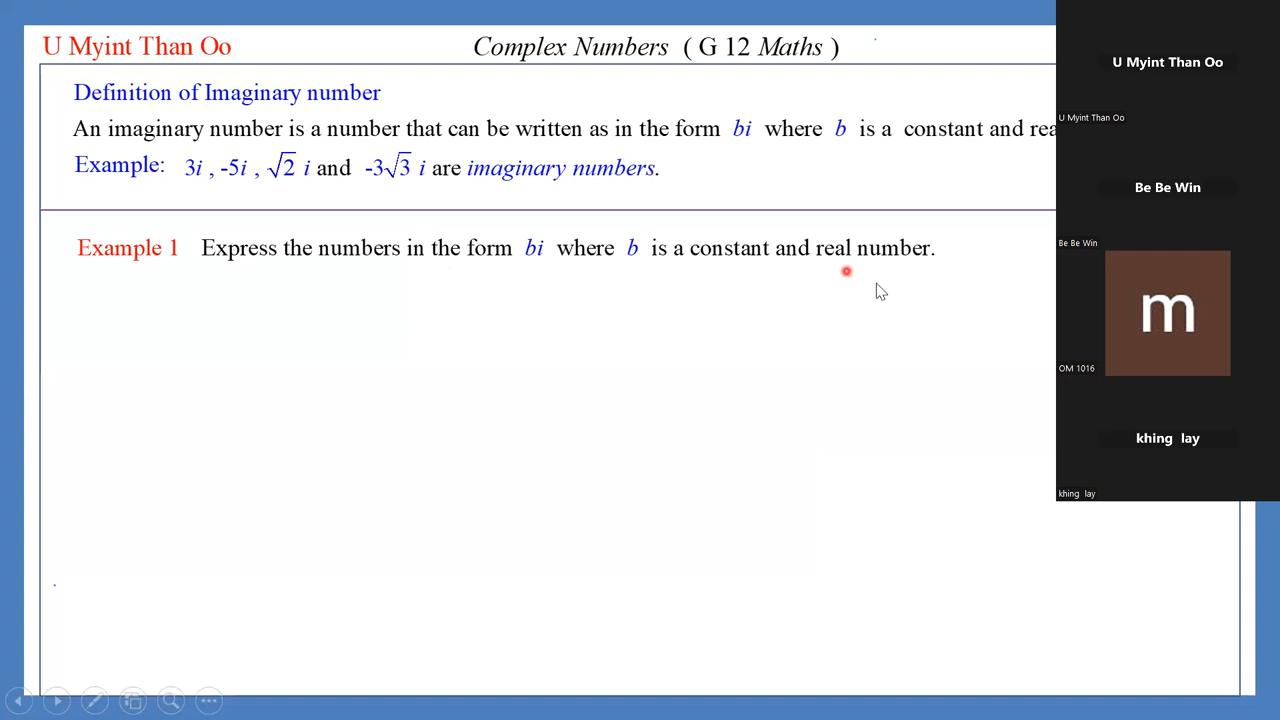 U Myint Than Oo
Complex Numbers ( G 12 Maths )
Definition of Imaginary number
An imaginary number is a number that can be written as in the form bi where b is a constant and rea
Example: 3i , -5i , √2 i and -3√3 i are imaginary numbers.
Example 1 Express the numbers in the form bi where b is a constant and real number.
U Myint Than Oo
U Myint Than Oo
Be Be Win
Be Be Win
m
OM 1016
khing lay
khing lay